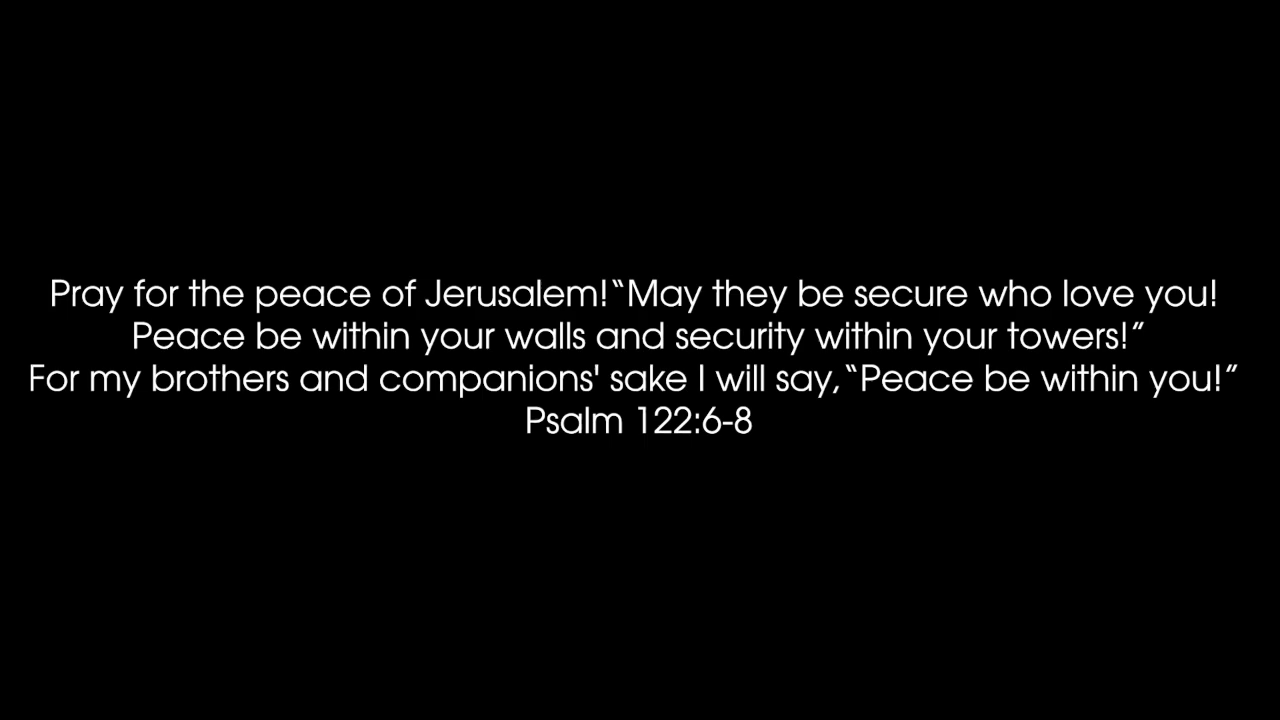 Pray for the peace of Jerusalem! “May they be secure who love you!
Peace be within your walls and security within your towers!”
For my brothers and companions' sake I will say, “Peace be within you!”
Psalm 122:6-8